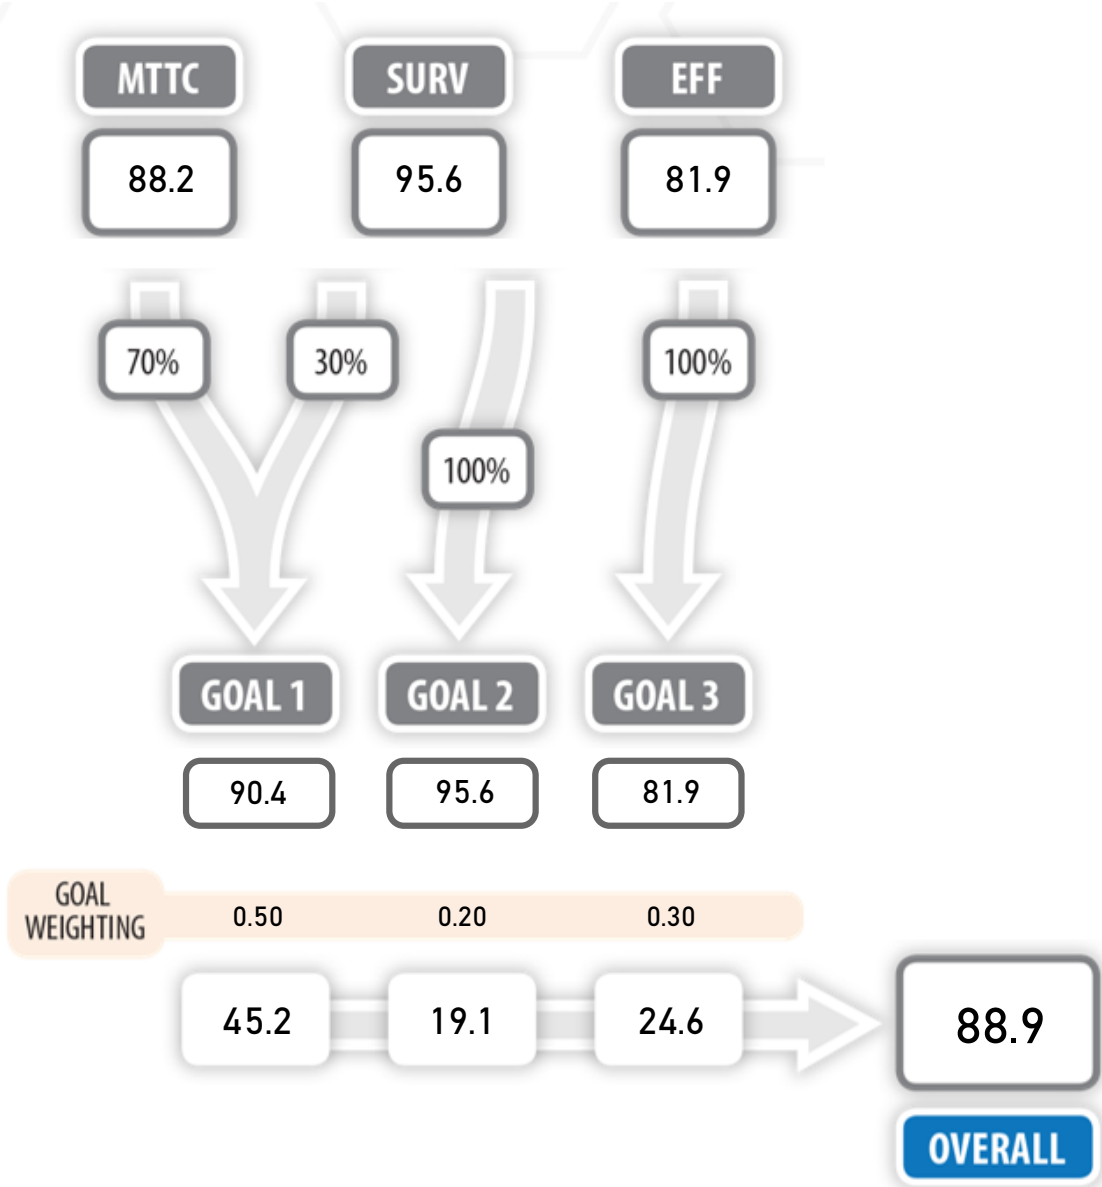 MTTC SURV EFF
88.2 95.6 81.9
70% 30% 100%
100%
GOAL 1 GOAL 2 GOAL 3
90.4 95.6 81.9
GOAL
WEIGHTING 0.50 0.20 0.30
45.2 19.1 24.6 88.9
OVERALL